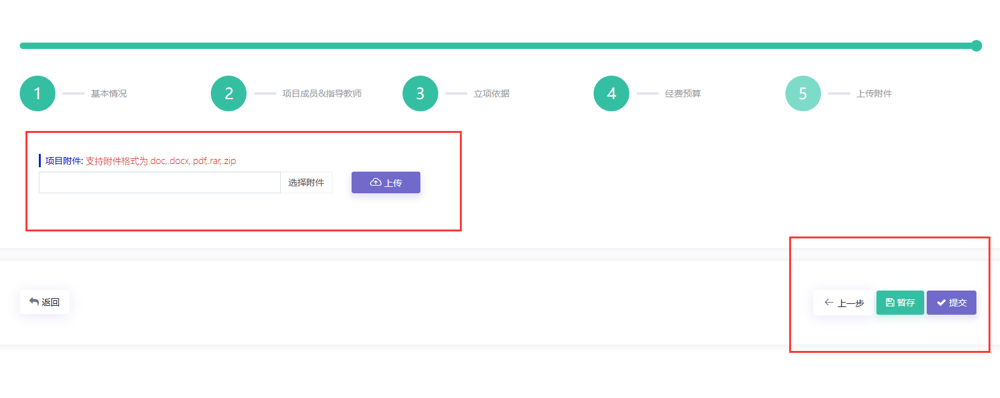 1 基本情况 2 项目成员&指导教师 3 立项依据 4 经费预算 5 上传附件
项目附件: 支持附件格式为.doc,.docx,.pdf,.rar,.zip
选择附件 上传
返回 上一步 暂存 提交